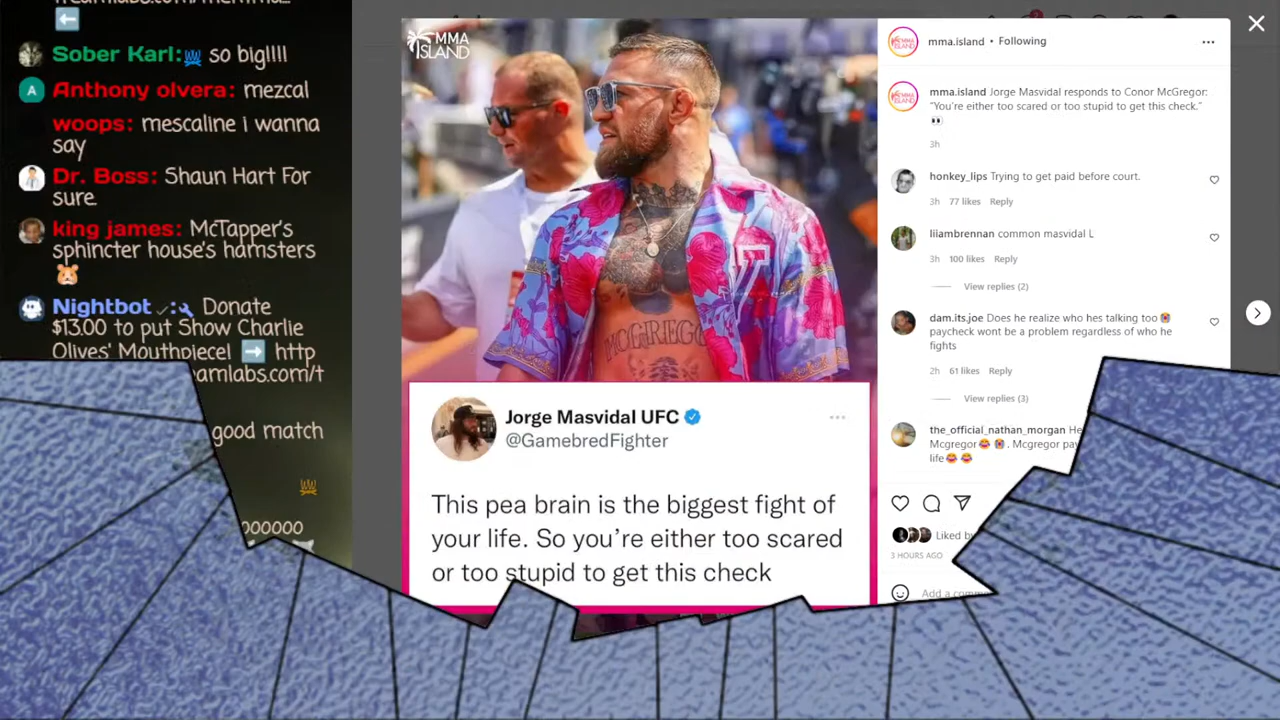 Sober Karl: so big!!!!
Anthony olvera: mezcal
woops: mescaline i wanna
say
Dr. Boss: Shaun Hart For
sure
king james: McTapper's
sphincter house's hamsters
Nightbot : Donate
$13.00 to put Show Charlie
Olives' Mouthpiece! http
good match
MMA
ISLAND
MCGREGOR
Jorge Masvidal UFC
@GamebredFighter
This pea brain is the biggest fight of
your life. So you're either too scared
or too stupid to get this check
mma.island • Following
mma.island Jorge Masvidal responds to Conor McGregor:
"You're either too scared or too stupid to get this check."
3h
honkey_lips Trying to get paid before court.
3h 77 likes Reply
liiambrennan common masvidal L
3h 100 likes Reply
View replies (2)
dam.its.joe Does he realize who hes talking too
paycheck wont be a problem regardless of who he
fights
2h 61 likes Reply
View replies (3)
the_official_nathan_morgan He
Mcgregor . Mcgregor pay
life
Liked b
3 HOURS AGO
Add a comm